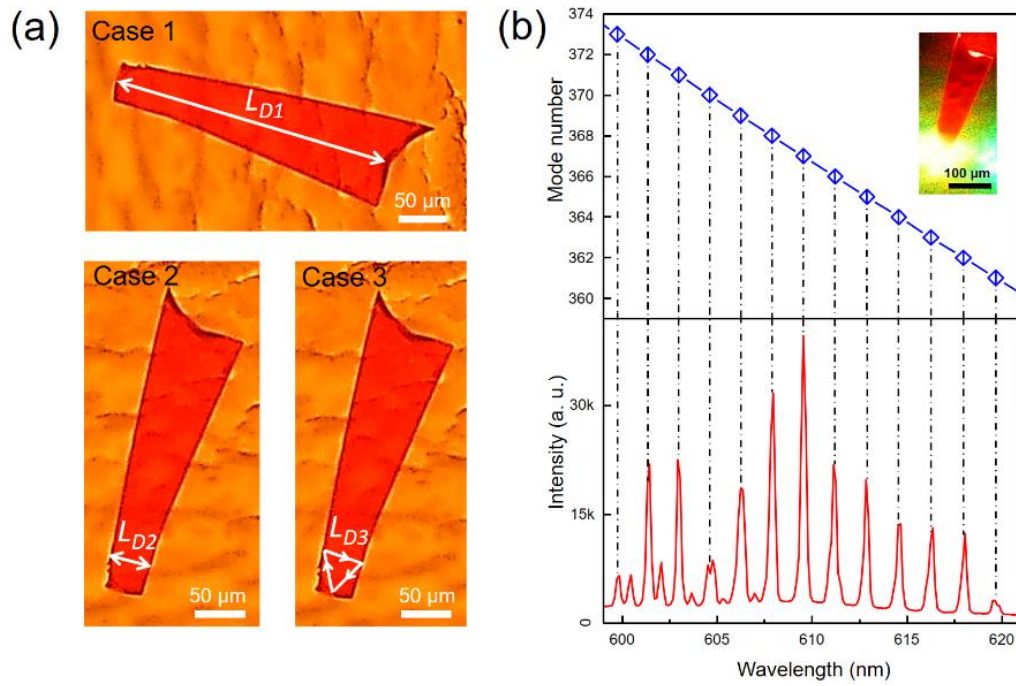 (a)
Case 1
L_D1
50 µm
Case 2
L_D2
50 µm
Case 3
L_D3
50 µm
(b)
Mode number
374
372
370
368
366
364
362
360
100 µm
Intensity (a. u.)
30k
15k
0
600 605 610 615 620
Wavelength (nm)